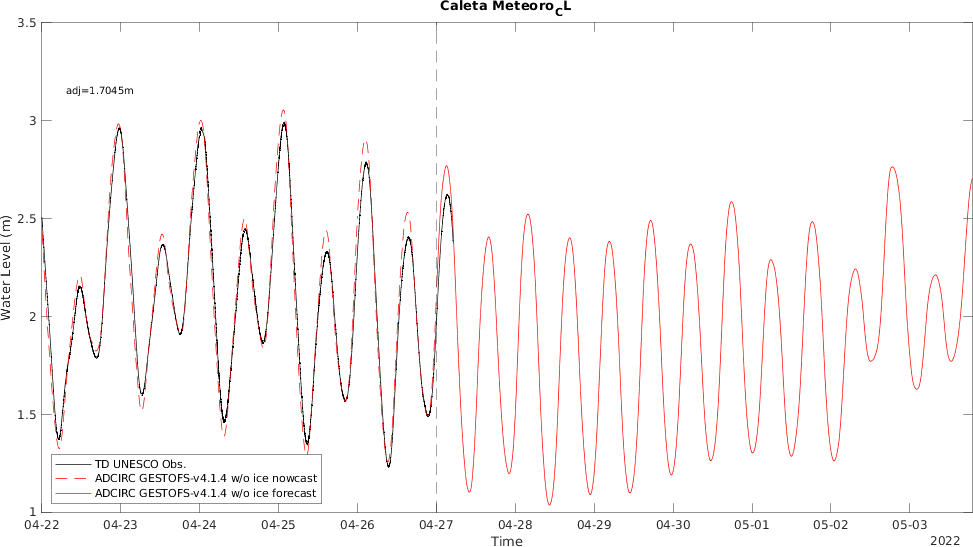 Caleta Meteoro_CL
3.5
adj=1.7045m
3
2.5
Water Level (m)
2
1.5
TD UNESCO Obs.
ADCIRC GESTOFS-v4.1.4 w/o ice nowcast
ADCIRC GESTOFS-v4.1.4 w/o ice forecast
1
04-22 04-23 04-24 04-25 04-26 04-27 04-28 04-29 04-30 05-01 05-02 05-03
Time
2022